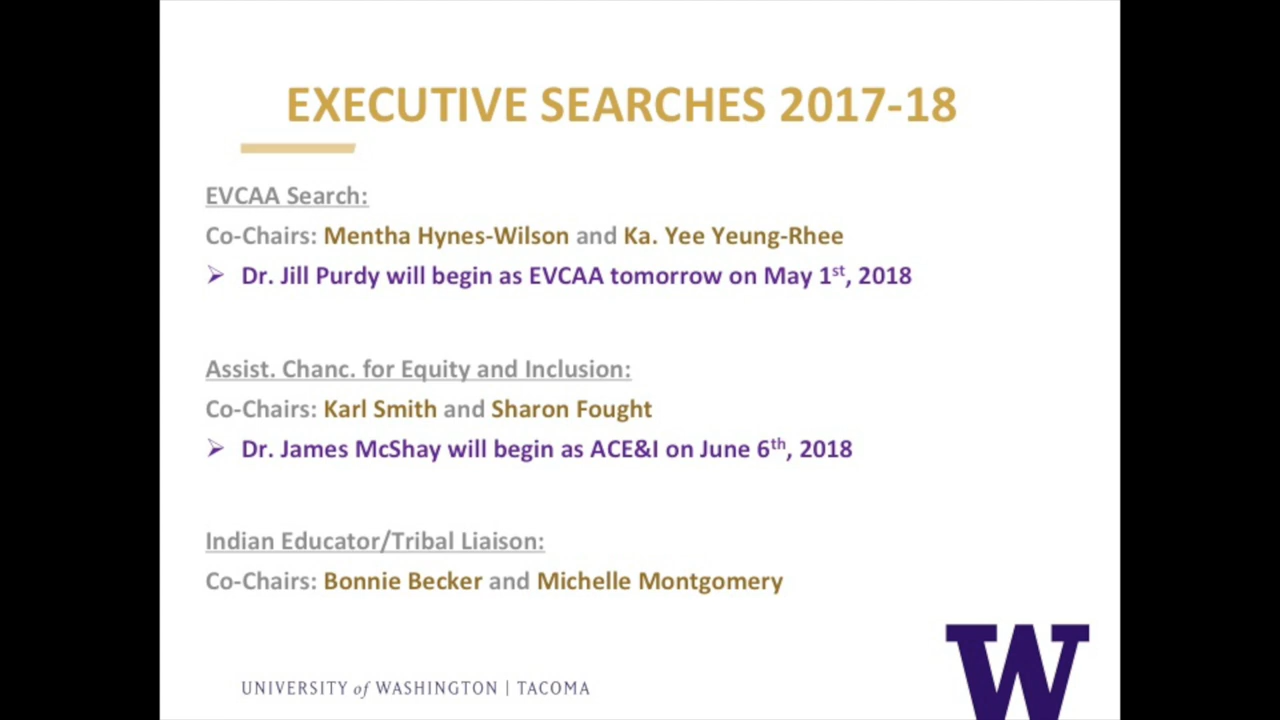 EXECUTIVE SEARCHES 2017-18
EVCAA Search:
Co-Chairs: Mentha Hynes-Wilson and Ka. Yee Yeung-Rhee
➢ Dr. Jill Purdy will begin as EVCAA tomorrow on May 1st, 2018
Assist. Chanc. for Equity and Inclusion:
Co-Chairs: Karl Smith and Sharon Fought
➢ Dr. James McShay will begin as ACE&I on June 6th, 2018
Indian Educator/Tribal Liaison:
Co-Chairs: Bonnie Becker and Michelle Montgomery
W
UNIVERSITY of WASHINGTON | TACOMA